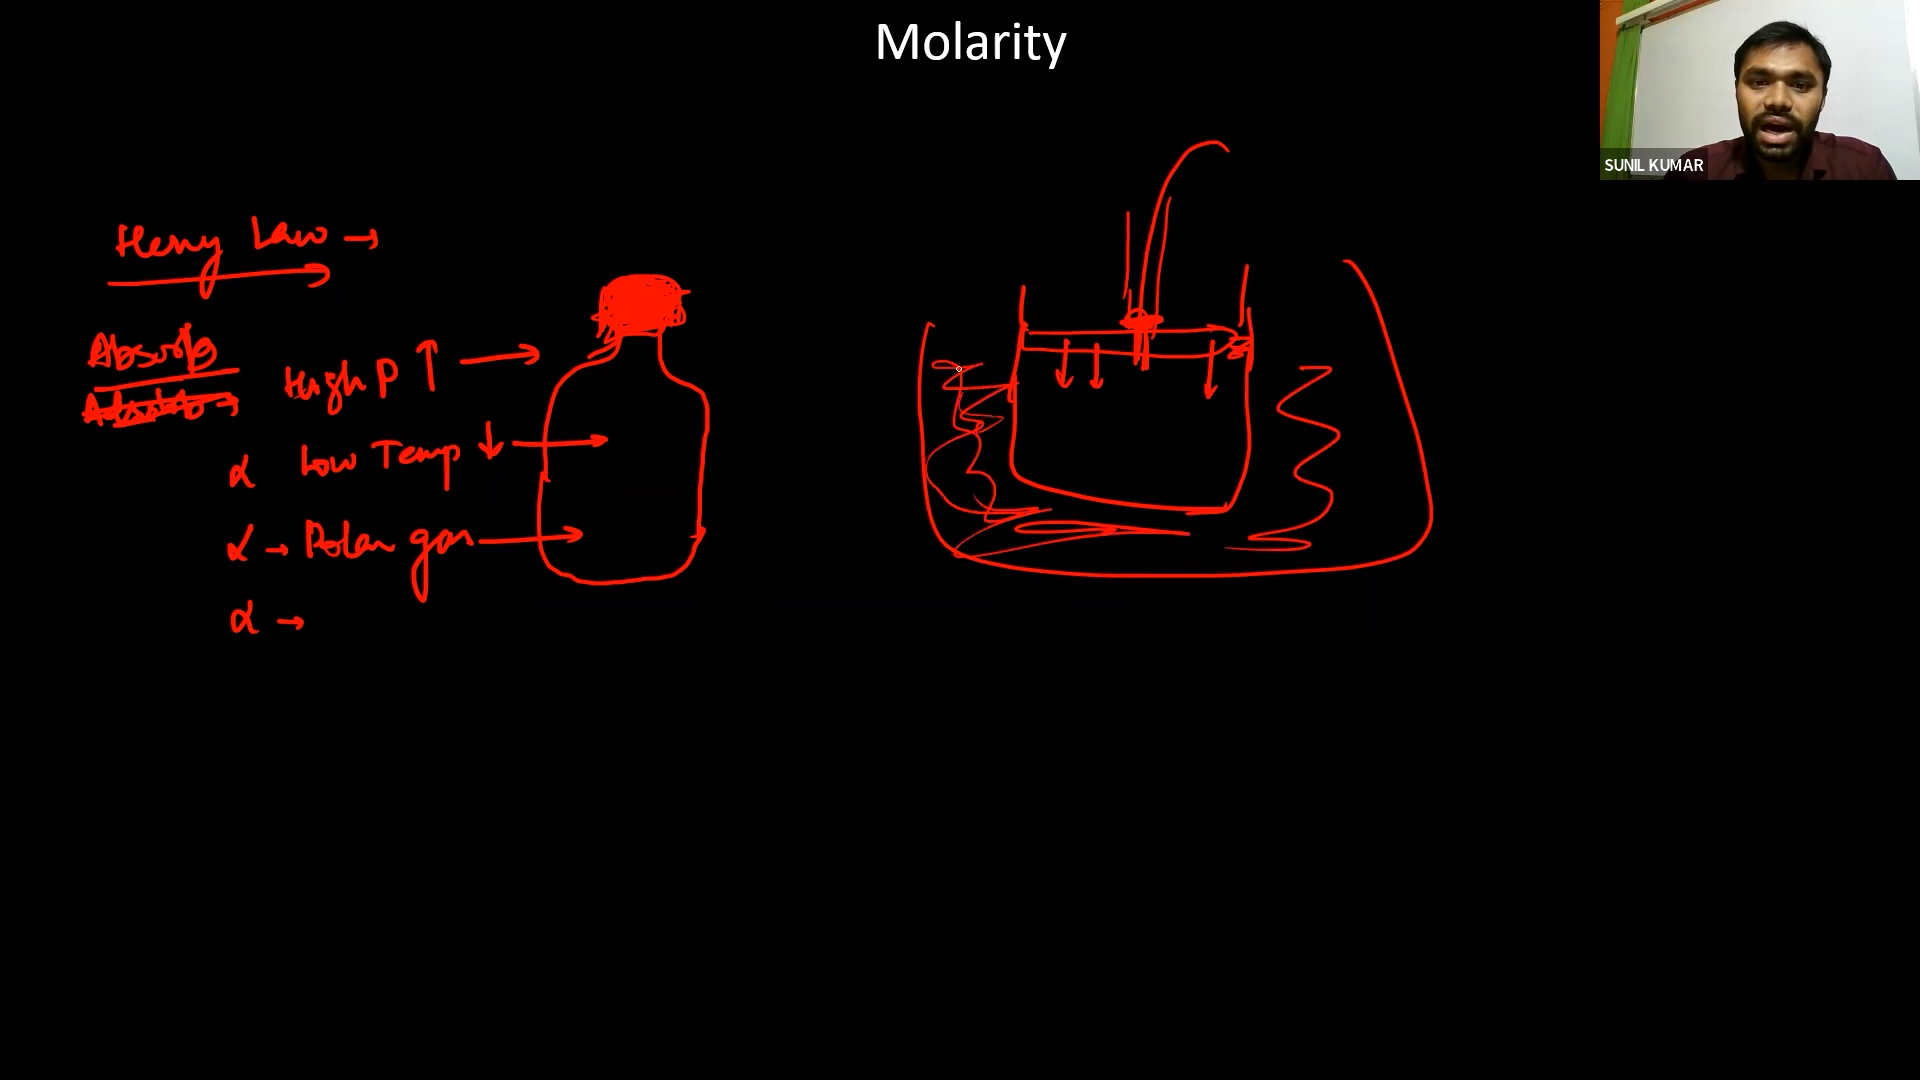 Molarity
SUNIL KUMAR
Henry Law →
Absorb
High P ↑ →
α Low Temp ↓ →
α → Polar gas →
α →